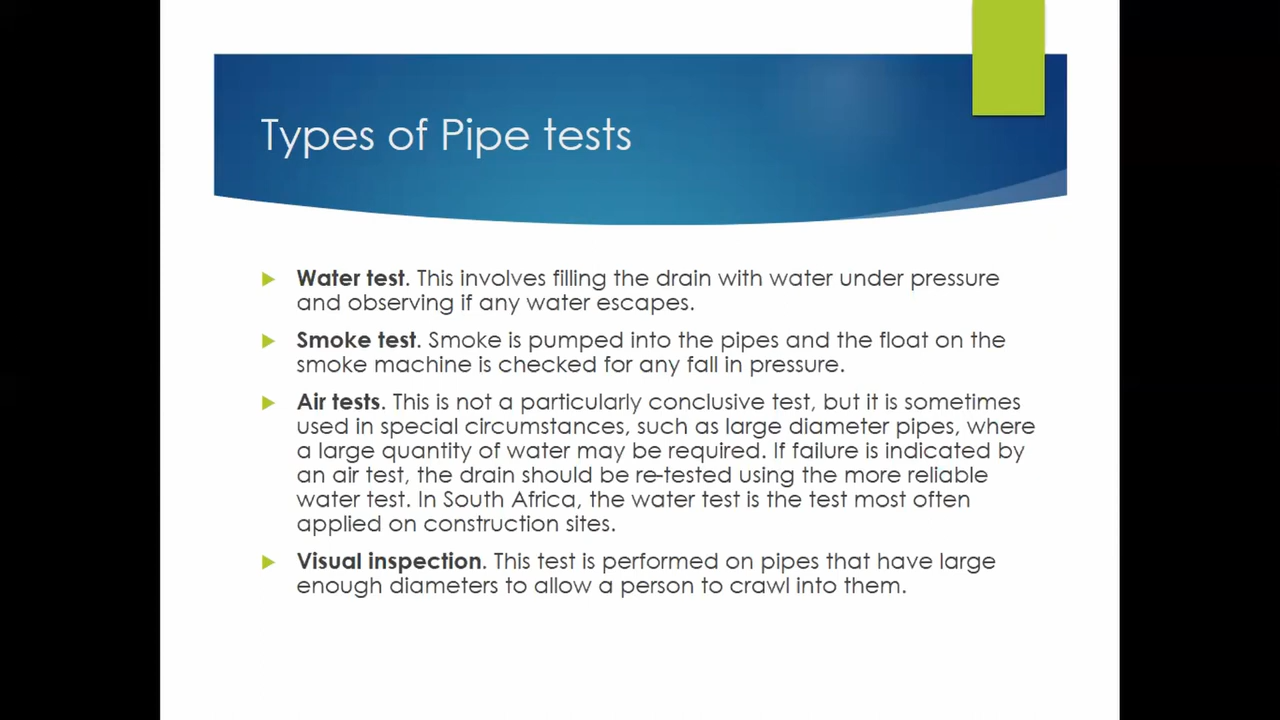 Types of Pipe tests
Water test. This involves filling the drain with water under pressure
and observing if any water escapes.
Smoke test. Smoke is pumped into the pipes and the float on the
smoke machine is checked for any fall in pressure.
Air tests. This is not a particularly conclusive test, but it is sometimes
used in special circumstances, such as large diameter pipes, where
a large quantity of water may be required. If failure is indicated by
an air test, the drain should be re-tested using the more reliable
water test. In South Africa, the water test is the test most often
applied on construction sites.
Visual inspection. This test is performed on pipes that have large
enough diameters to allow a person to crawl into them.